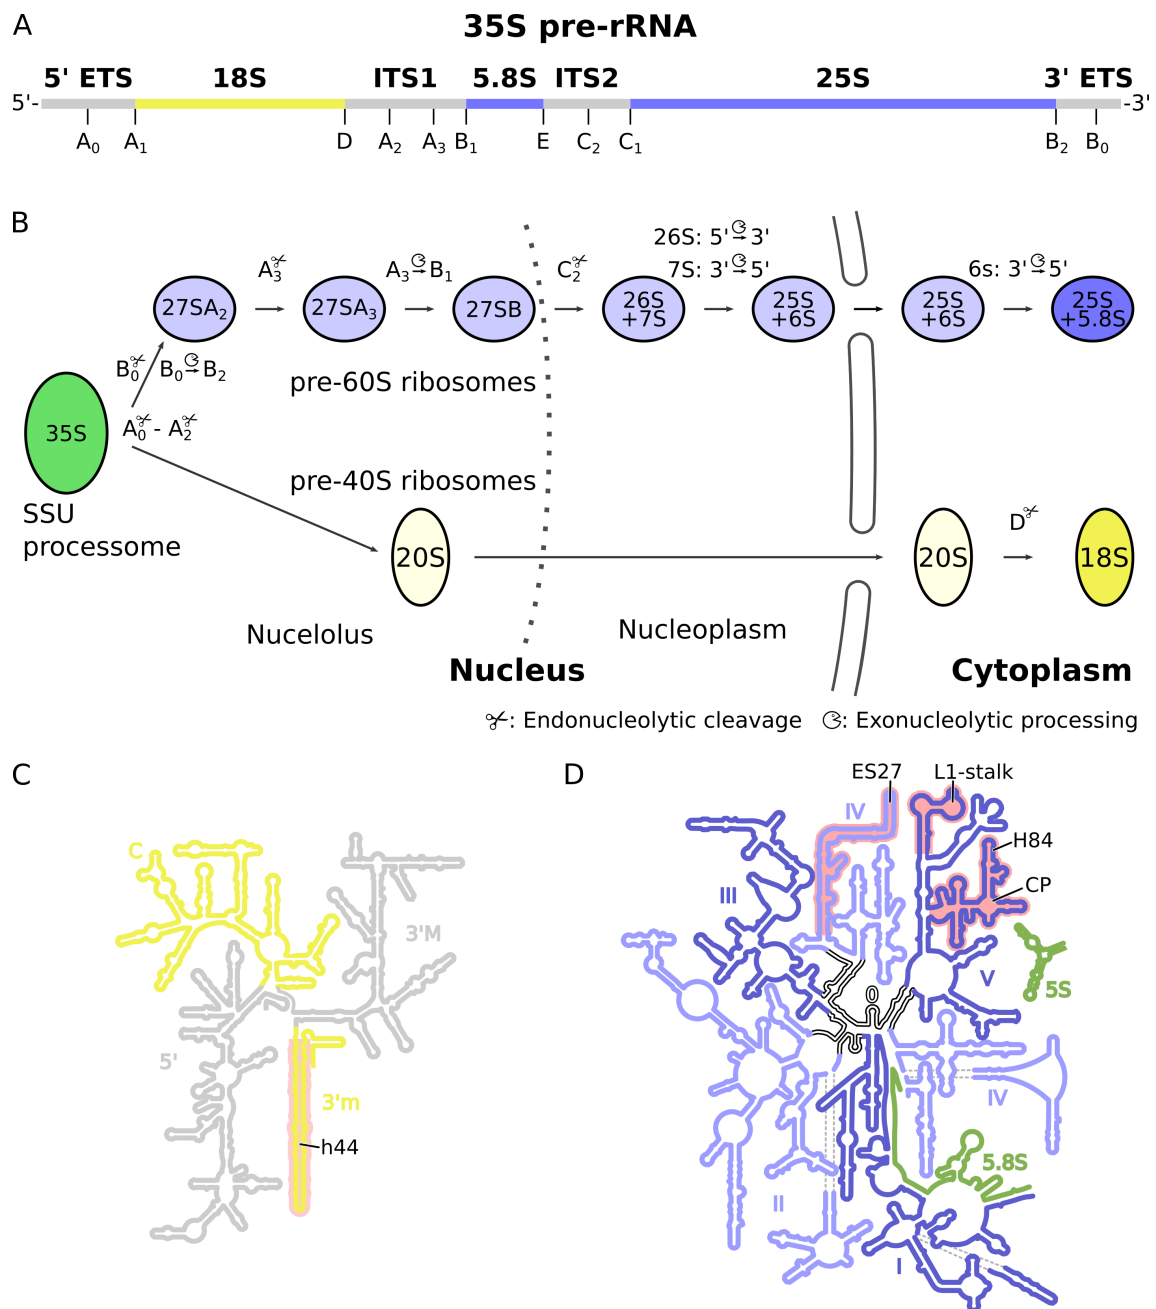 A
35S pre-rRNA
5' ETS 18S ITS1 5.8S ITS2 25S 3' ETS
5'- -3'
A0 A1 D A2 A3 B1 E C2 C1 B2 B0
B
26S: 5' 3'
A3 A3 B1 C2 7S: 3' 5' 6s: 3' 5'
27SA2 27SA3 27SB 26S +7S 25S +6S 25S +6S 25S +5.8S
B0 B0 B2
pre-60S ribosomes
35S A0 - A2
pre-40S ribosomes
SSU
processome
D
20S 20S 18S
Nucelolus Nucleoplasm
Nucleus Cytoplasm
: Endonucleolytic cleavage : Exonucleolytic processing
C
C
3'M
5'
3'm
h44
D
ES27 L1-stalk
IV
H84
III CP
V
5S
0
IV
5.8S
II
I